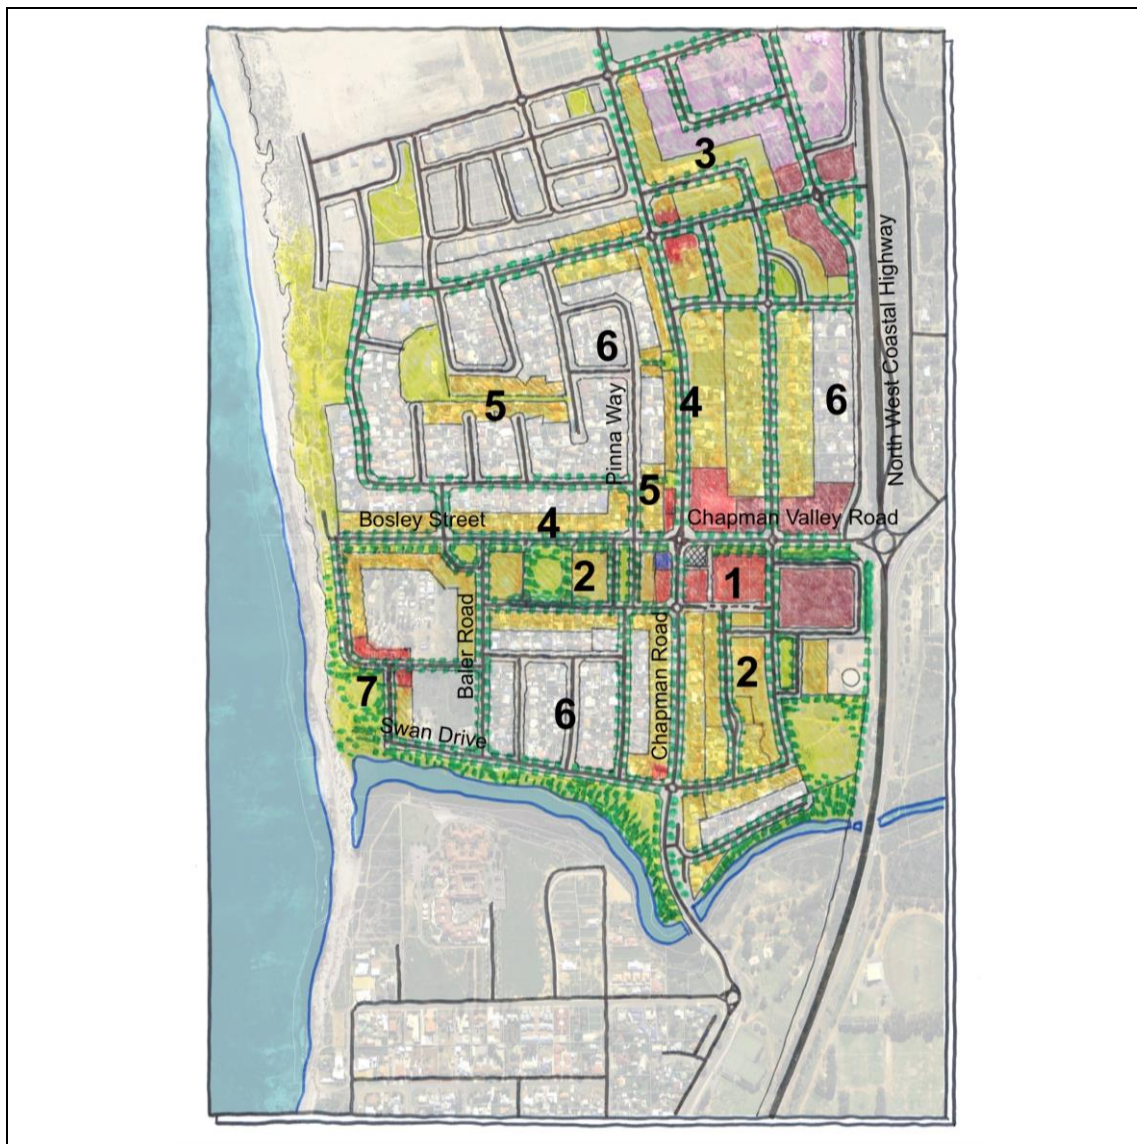 3
North West Coastal Highway
6
Pinna Way
5
4
6
5
Bosley Street
4
Chapman Valley Road
2
1
Baler Road
Chapman Road
2
7
6
Swan Drive